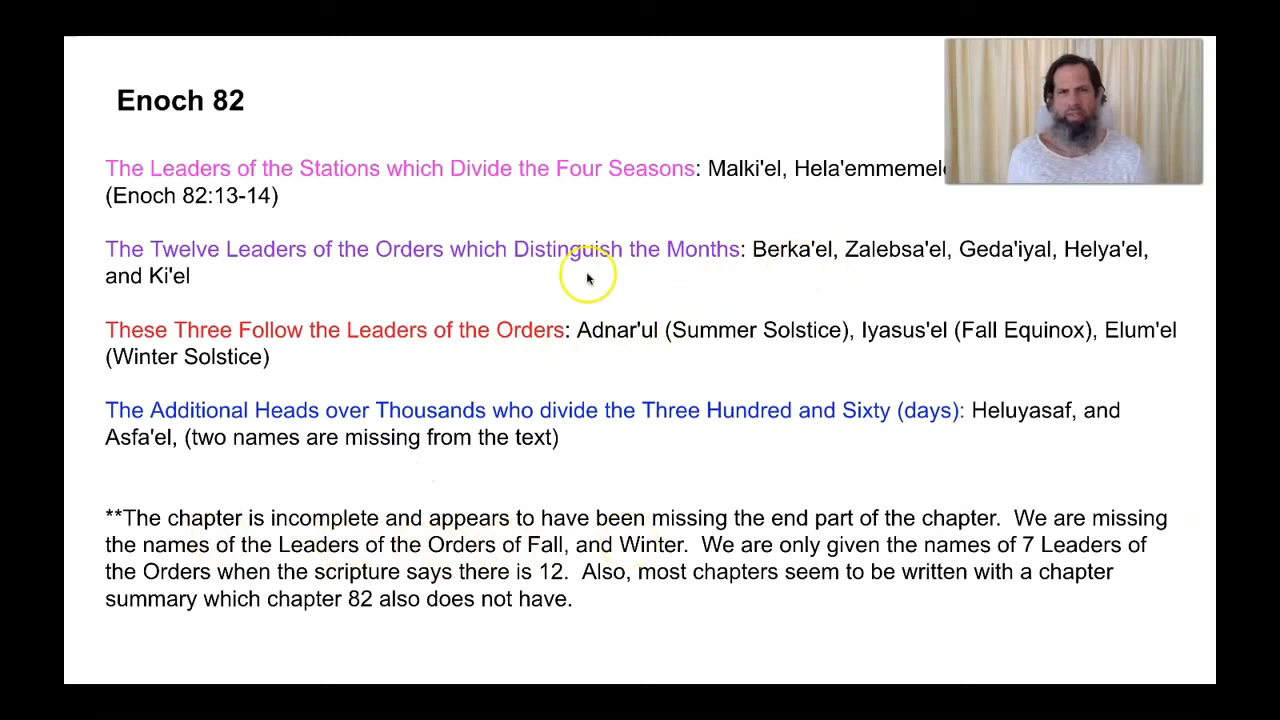 Enoch 82
The Leaders of the Stations which Divide the Four Seasons: Malki'el,
(Enoch 82:13-14)
The Twelve Leaders of the Orders which Distinguish the Months: Berka'el, Zalebsa'el, Geda'iyal, Helya'el,
and Ki'el
These Three Follow the Leaders of the Orders: Adnar'ul (Summer Solstice), Iyasus'el (Fall Equinox), Elum'el
(Winter Solstice)
The Additional Heads over Thousands who divide the Three Hundred and Sixty (days): Heluyasaf, and
Asfa'el, (two names are missing from the text)
**The chapter is incomplete and appears to have been missing the end part of the chapter. We are missing
the names of the Leaders of the Orders of Fall, and Winter. We are only given the names of 7 Leaders of
the Orders when the scripture says there is 12. Also, most chapters seem to be written with a chapter
summary which chapter 82 also does not have.